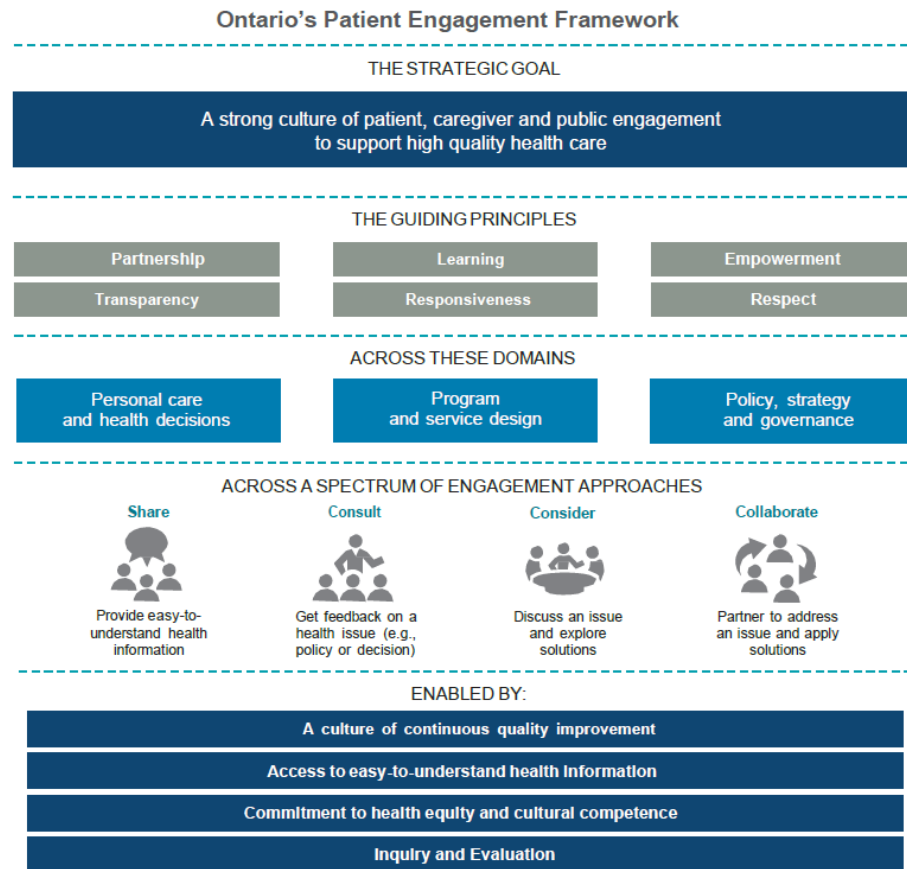 Ontario's Patient Engagement Framework
THE STRATEGIC GOAL
A strong culture of patient, caregiver and public engagement
to support high quality health care
THE GUIDING PRINCIPLES
Partnership
Learning
Empowerment
Transparency
Responsiveness
Respect
ACROSS THESE DOMAINS
Personal care
and health decisions
Program
and service design
Policy, strategy
and governance
ACROSS A SPECTRUM OF ENGAGEMENT APPROACHES
Share
Provide easy-to-
understand health
information
Consult
Get feedback on a
health issue (e.g.,
policy or decision)
Consider
Discuss an issue
and explore
solutions
Collaborate
Partner to address
an issue and apply
solutions
ENABLED BY:
A culture of continuous quality improvement
Access to easy-to-understand health information
Commitment to health equity and cultural competence
Inquiry and Evaluation